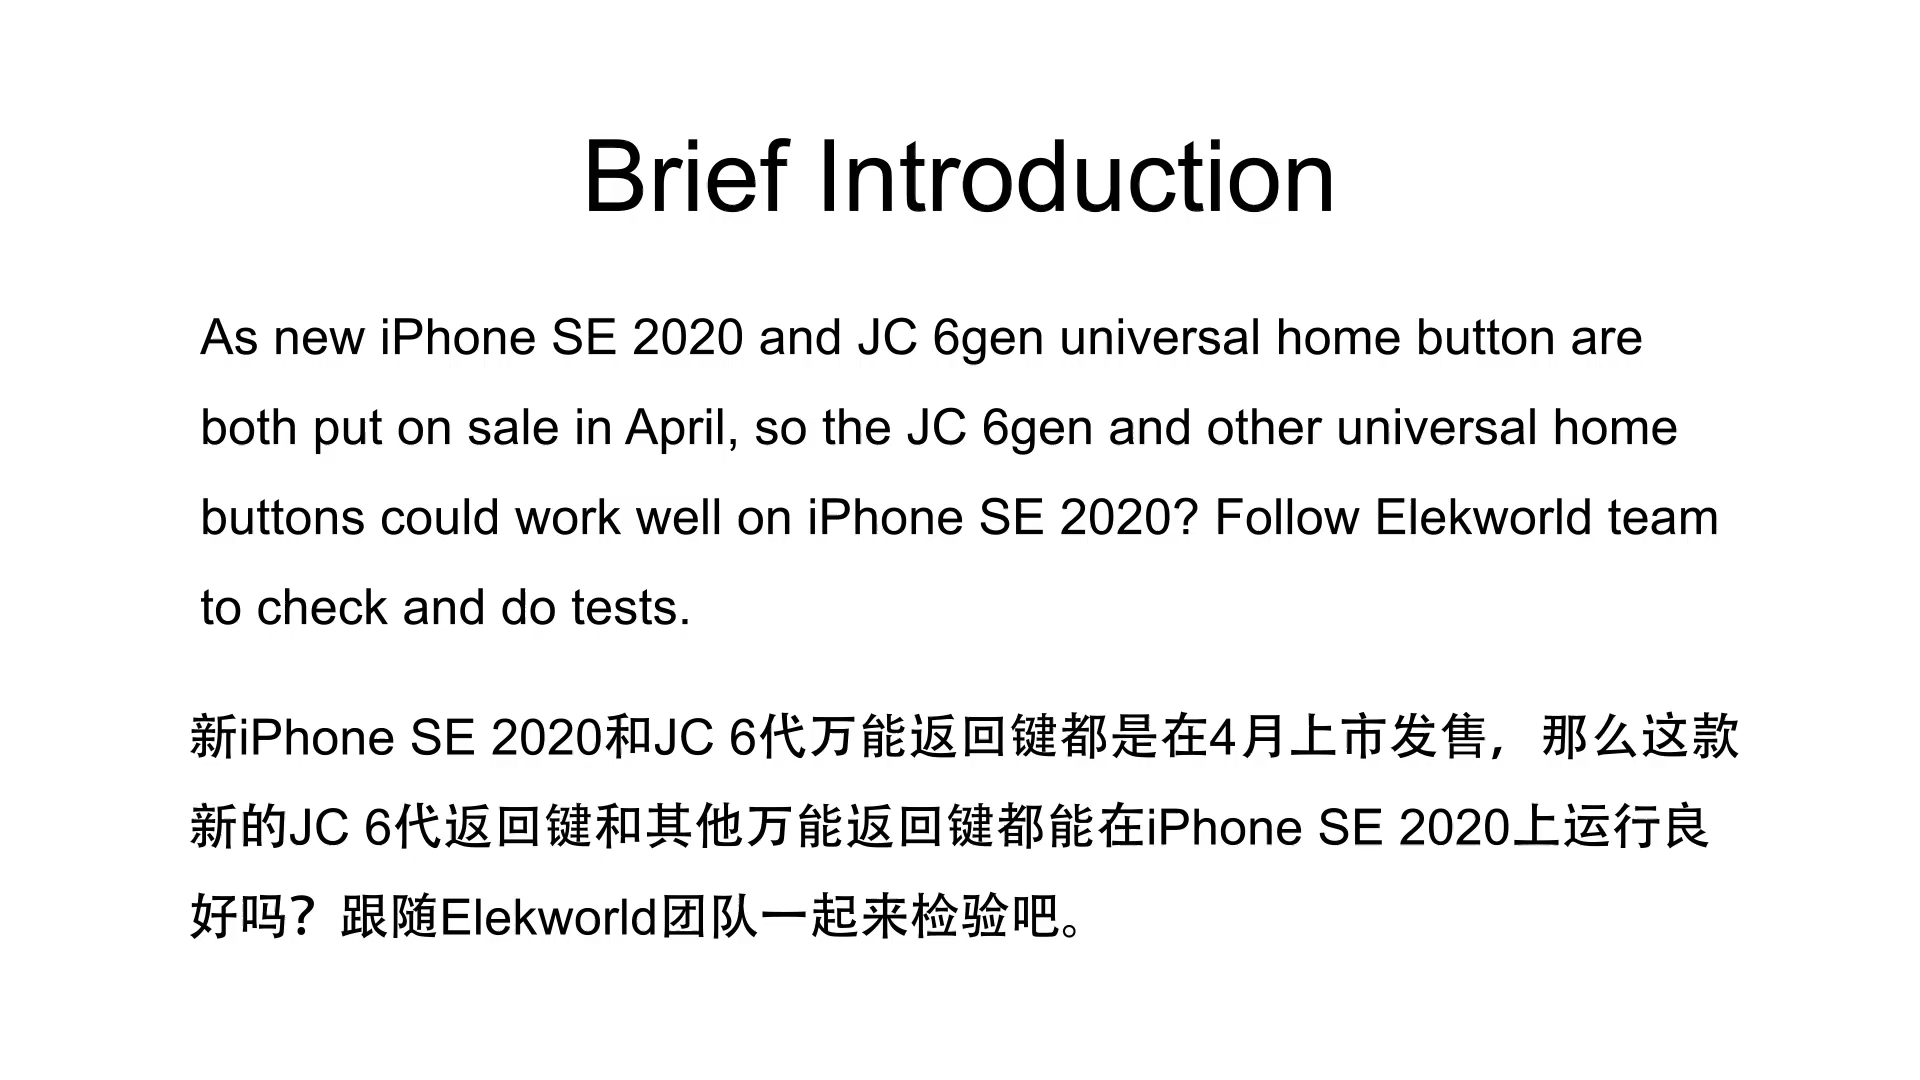 Brief Introduction
As new iPhone SE 2020 and JC 6gen universal home button are
both put on sale in April, so the JC 6gen and other universal home
buttons could work well on iPhone SE 2020? Follow Elekworld team
to check and do tests.
新iPhone SE 2020和JC 6代万能返回键都是在4月上市发售，那么这款
新的JC 6代返回键和其他万能返回键都能在iPhone SE 2020上运行良
好吗？跟随Elekworld团队一起来检验吧。